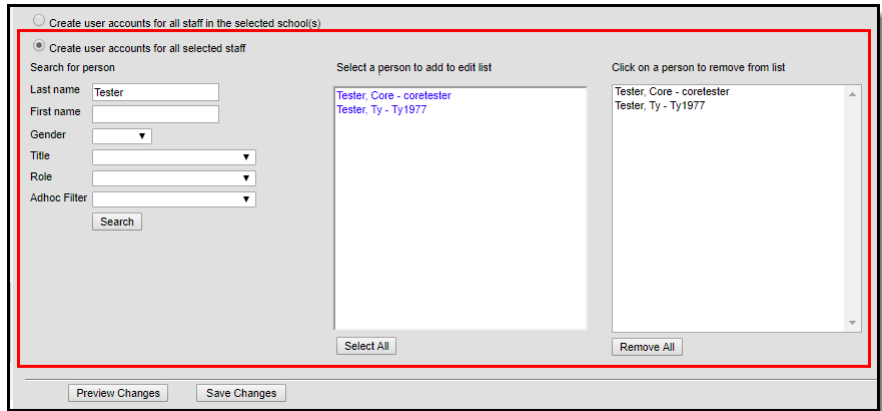 Create user accounts for all staff in the selected school(s)
Create user accounts for all selected staff
Search for person
Last name Tester
First name
Gender
Title
Role
Adhoc Filter
Search
Select a person to add to edit list
Tester, Core - coretester
Tester, Ty - Ty1977
Select All
Click on a person to remove from list
Tester, Core - coretester
Tester, Ty - Ty1977
Remove All
Preview Changes Save Changes